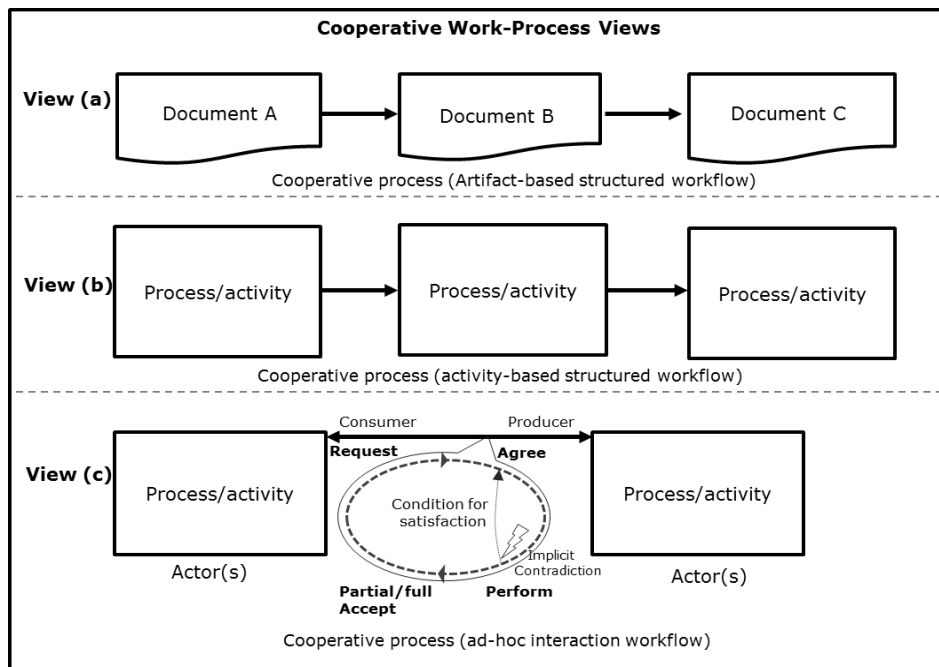 Cooperative Work-Process Views
View (a)
Document A
Document B
Document C
Cooperative process (Artifact-based structured workflow)
View (b)
Process/activity
Process/activity
Process/activity
Cooperative process (activity-based structured workflow)
View (c)
Process/activity
Actor(s)
Consumer
Producer
Request
Agree
Condition for
satisfaction
Implicit
Contradiction
Partial/full
Accept
Perform
Process/activity
Actor(s)
Cooperative process (ad-hoc interaction workflow)